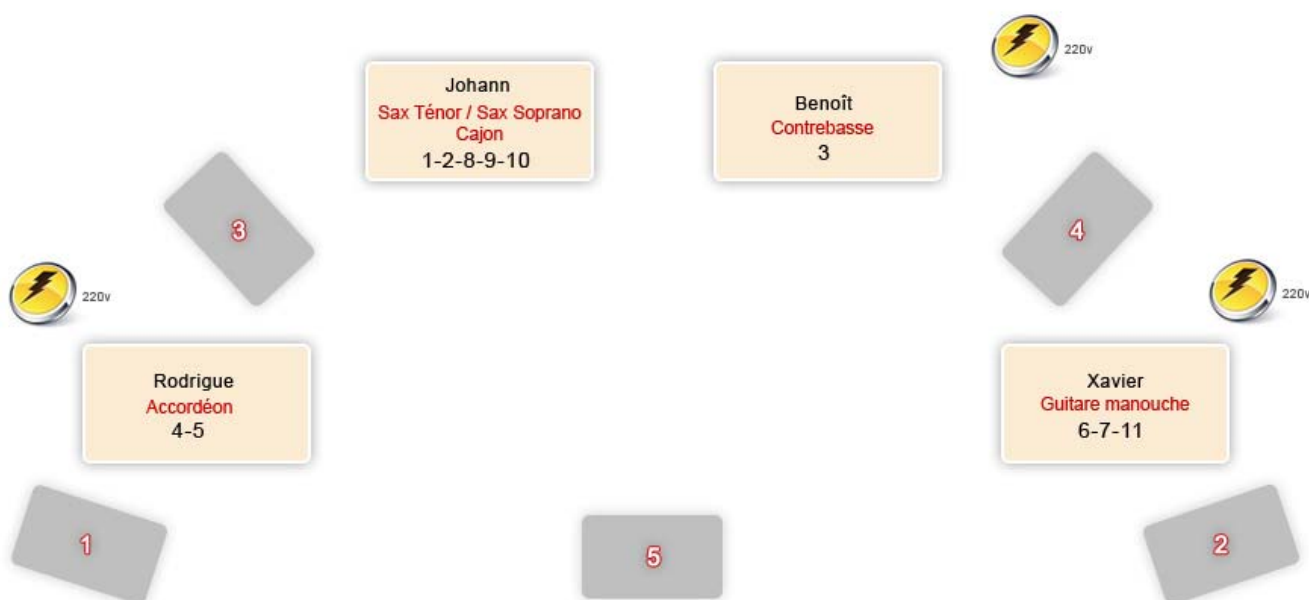 220v
Johann
Sax Ténor / Sax Soprano
Cajon
1-2-8-9-10
Benoît
Contrebasse
3
3
4
220v
220v
Rodrigue
Accordéon
4-5
Xavier
Guitare manouche
6-7-11
1
5
2